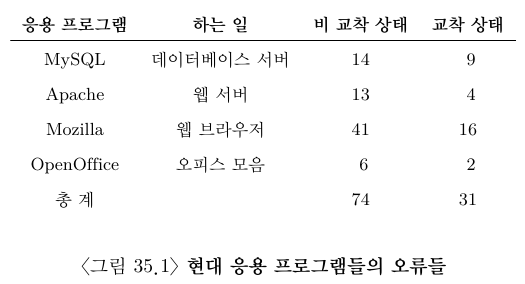 응용 프로그램 하는 일 비 교착 상태 교착 상태
MySQL 데이터베이스 서버 14 9
Apache 웹 서버 13 4
Mozilla 웹 브라우저 41 16
OpenOffice 오피스 모음 6 2
총 계 74 31
〈그림 35.1〉 현대 응용 프로그램들의 오류들